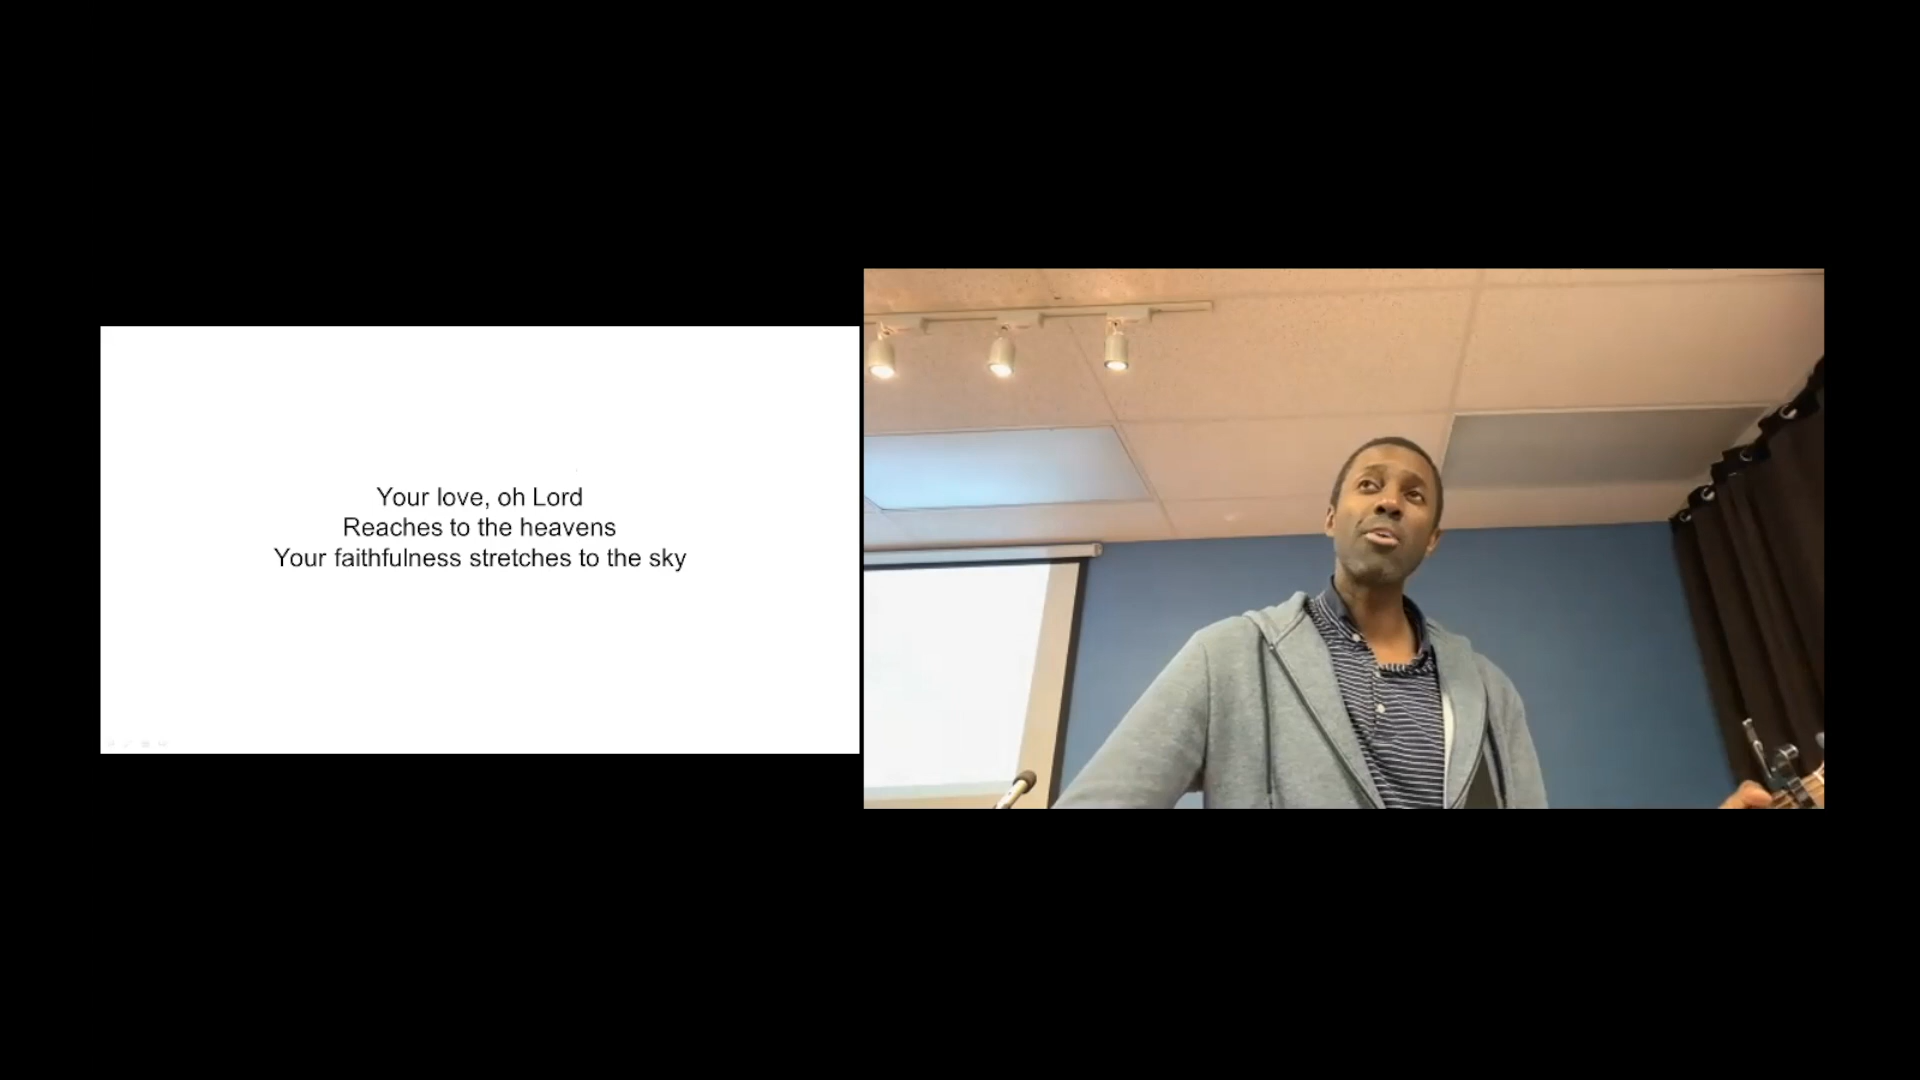 Your love, oh Lord
Reaches to the heavens
Your faithfulness stretches to the sky